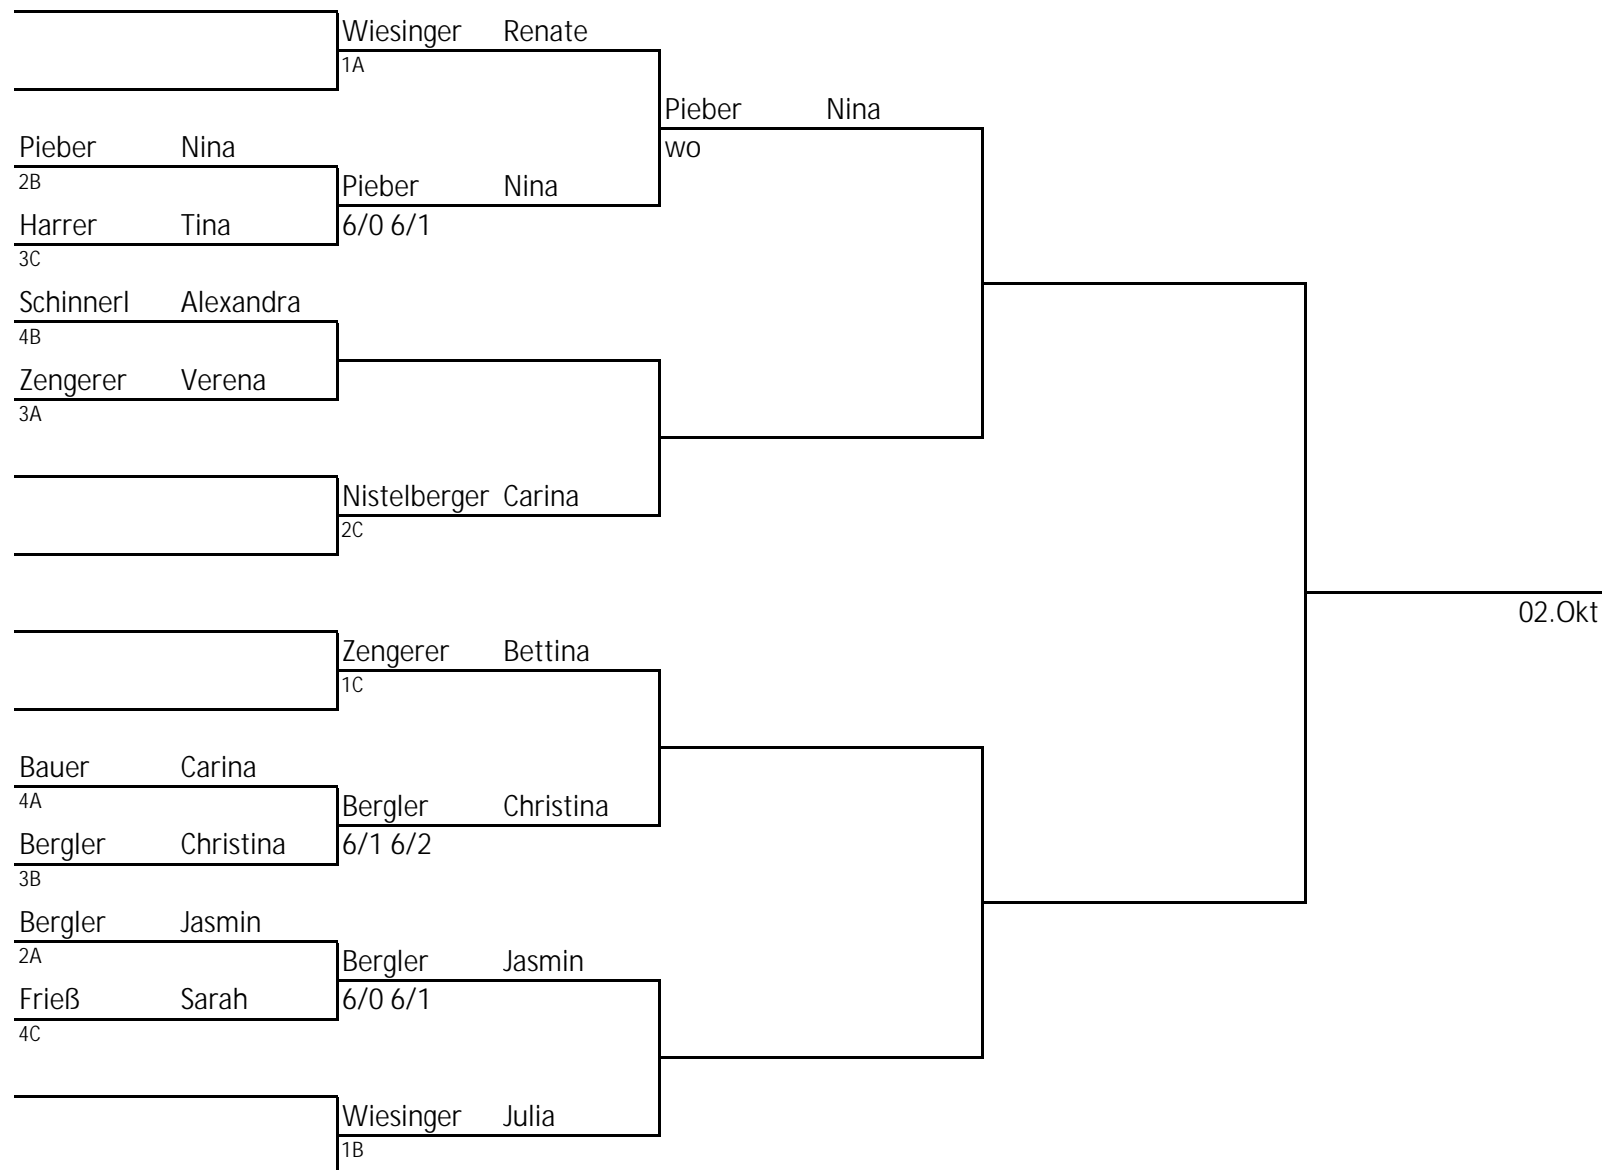 Wiesinger Renate
1A
Pieber Nina
wo
Pieber Nina
2B
Pieber Nina
6/0 6/1
Harrer Tina
3C
Schinnerl Alexandra
4B
Zengerer Verena
3A
Nistelberger Carina
2C
02.Okt
Zengerer Bettina
1C
Bauer Carina
4A
Bergler Christina
6/1 6/2
Bergler Christina
3B
Bergler Jasmin
2A
Bergler Jasmin
6/0 6/1
Frieß Sarah
4C
Wiesinger Julia
1B